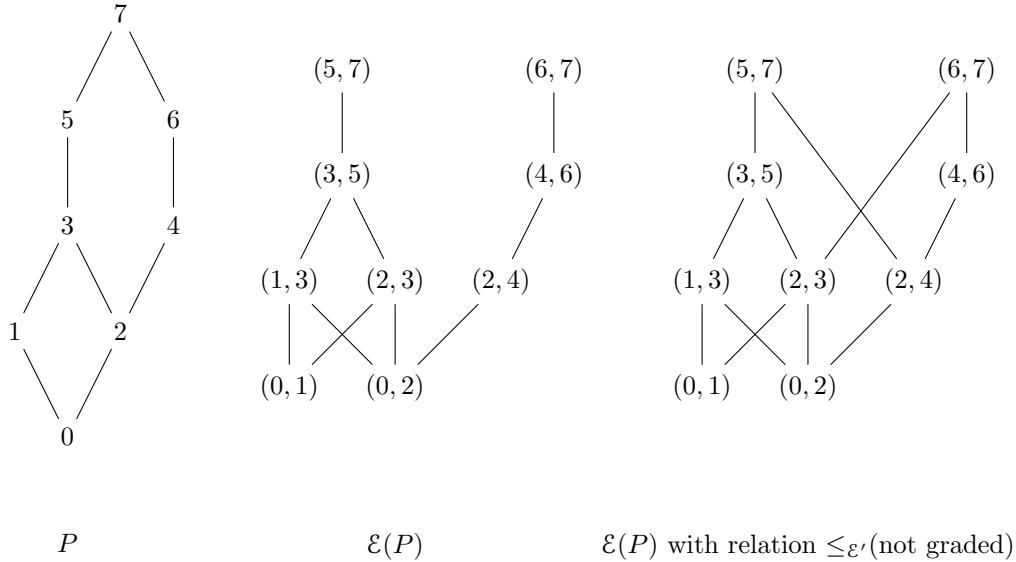 7
(5, 7) (6, 7) (5, 7) (6, 7)
5 6
(3, 5) (4, 6) (3, 5) (4, 6)
3 4
(1, 3) (2, 3) (2, 4) (1, 3) (2, 3) (2, 4)
1 2
(0, 1) (0, 2) (0, 1) (0, 2)
0
P ℰ(P) ℰ(P) with relation ≤ℰ′(not graded)